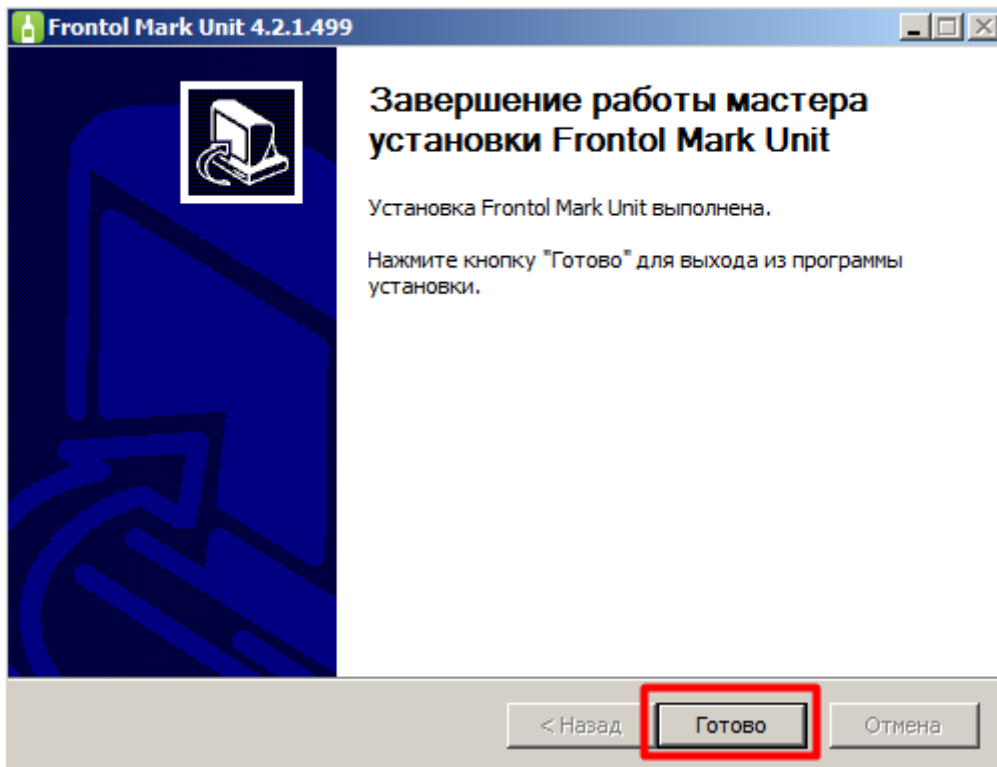 Frontol Mark Unit 4.2.1.499
Завершение работы мастера
установки Frontol Mark Unit
Установка Frontol Mark Unit выполнена.
Нажмите кнопку "Готово" для выхода из программы
установки.
< Назад
Готово
Отмена